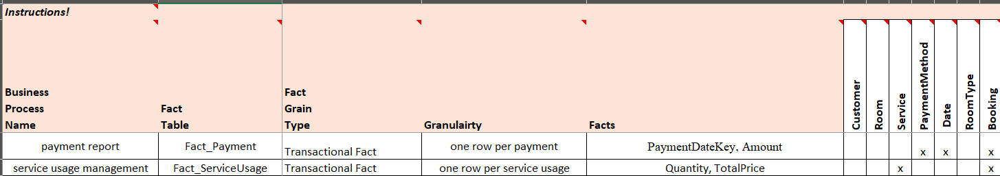 Instructions!
Business
Process
Name
Fact
Table
Fact
Grain
Type
Granulairty
Facts
Customer
Room
Service
PaymentMethod
Date
RoomType
Booking
payment report Fact_Payment Transactional Fact one row per payment PaymentDateKey, Amount x x x
service usage management Fact_ServiceUsage Transactional Fact one row per service usage Quantity, TotalPrice x x